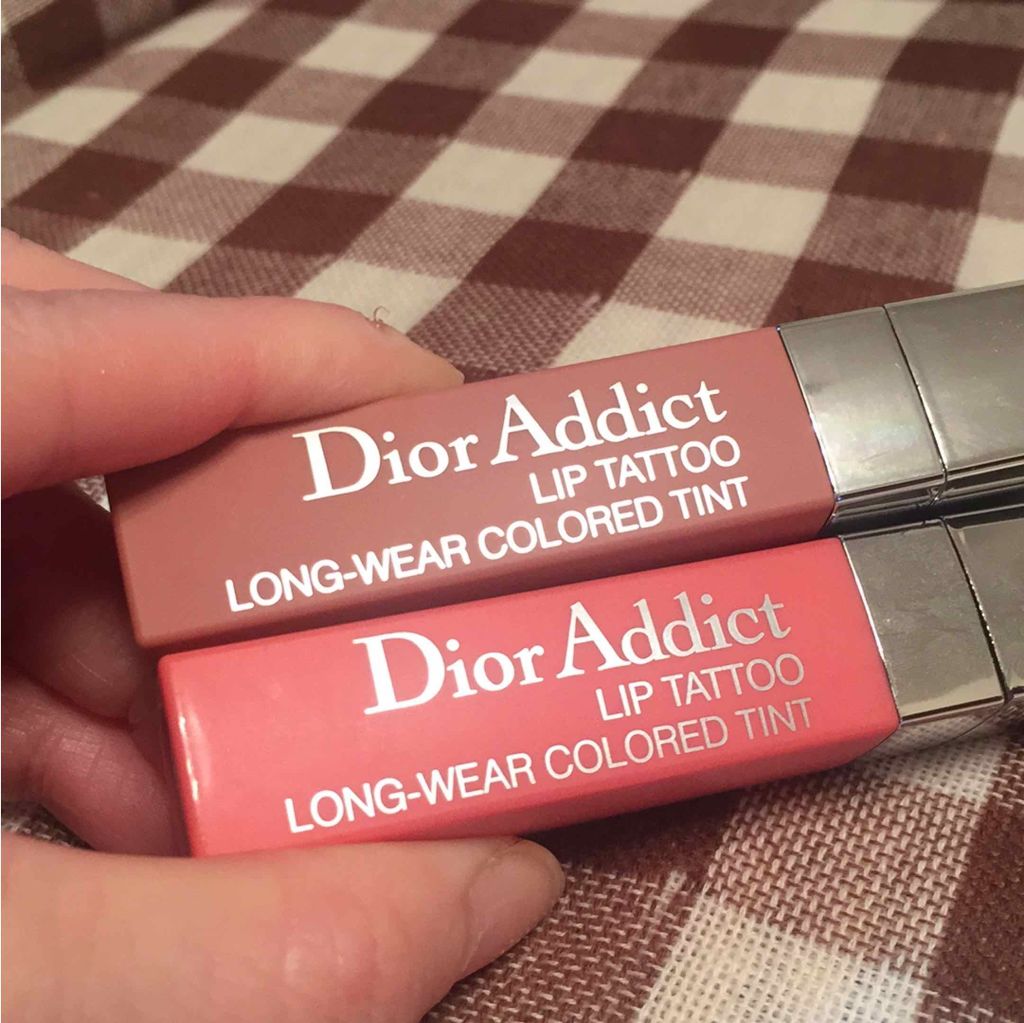 Dior Addict
LIP TATTOO
LONG-WEAR COLORED TINT
Dior Addict
LIP TATTOO
LONG-WEAR COLORED TINT